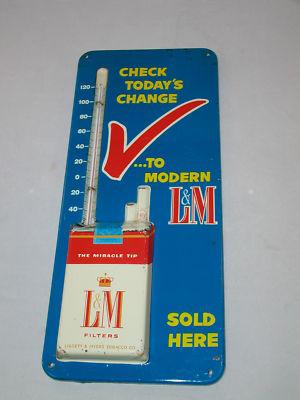 CHECK
TODAY'S
CHANGE
...TO
MODERN
L&M
120
100
80
60
40
20
0
20
40
THE MIRACLE TIP
L&M
FILTERS
LIGGETT & MYERS TOBACCO CO.
SOLD
HERE